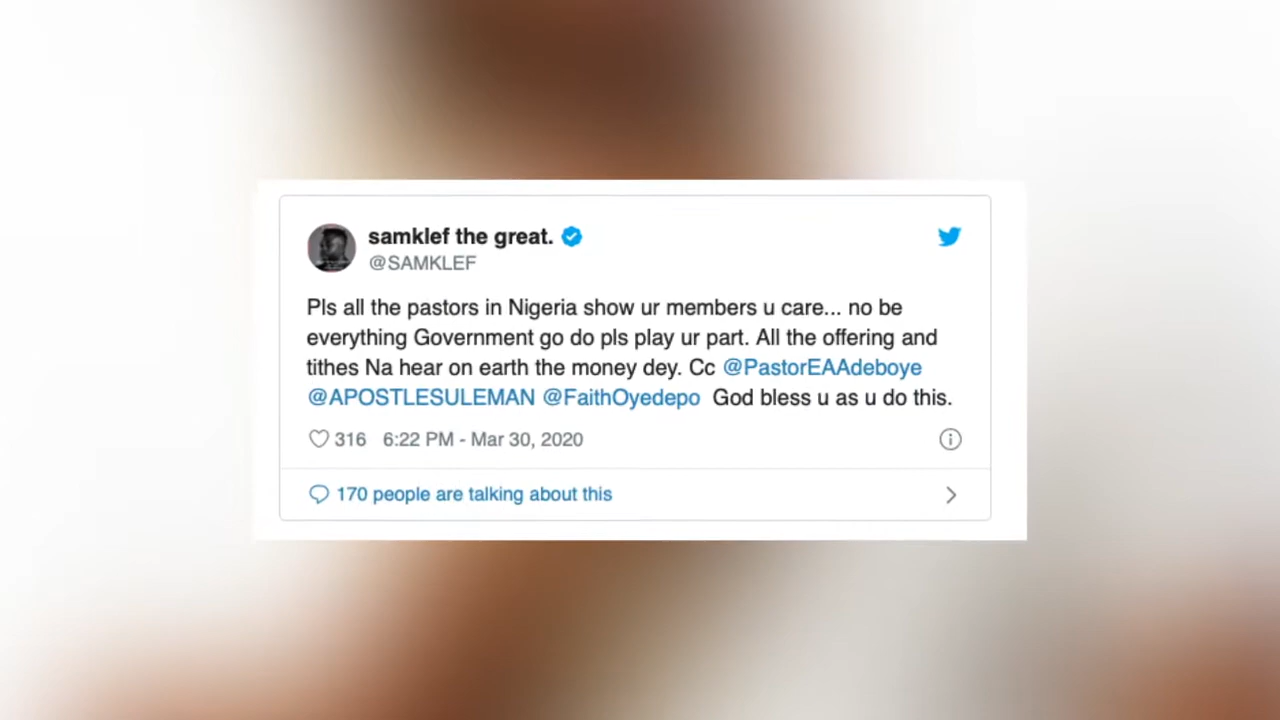 samklef the great.
@SAMKLEF
Pls all the pastors in Nigeria show ur members u care... no be
everything Government go do pls play ur part. All the offering and
tithes Na hear on earth the money dey. Cc @PastorEAAdeboye
@APOSTLESULEMAN @FaithOyedepo God bless u as u do this.
316 6:22 PM - Mar 30, 2020
170 people are talking about this